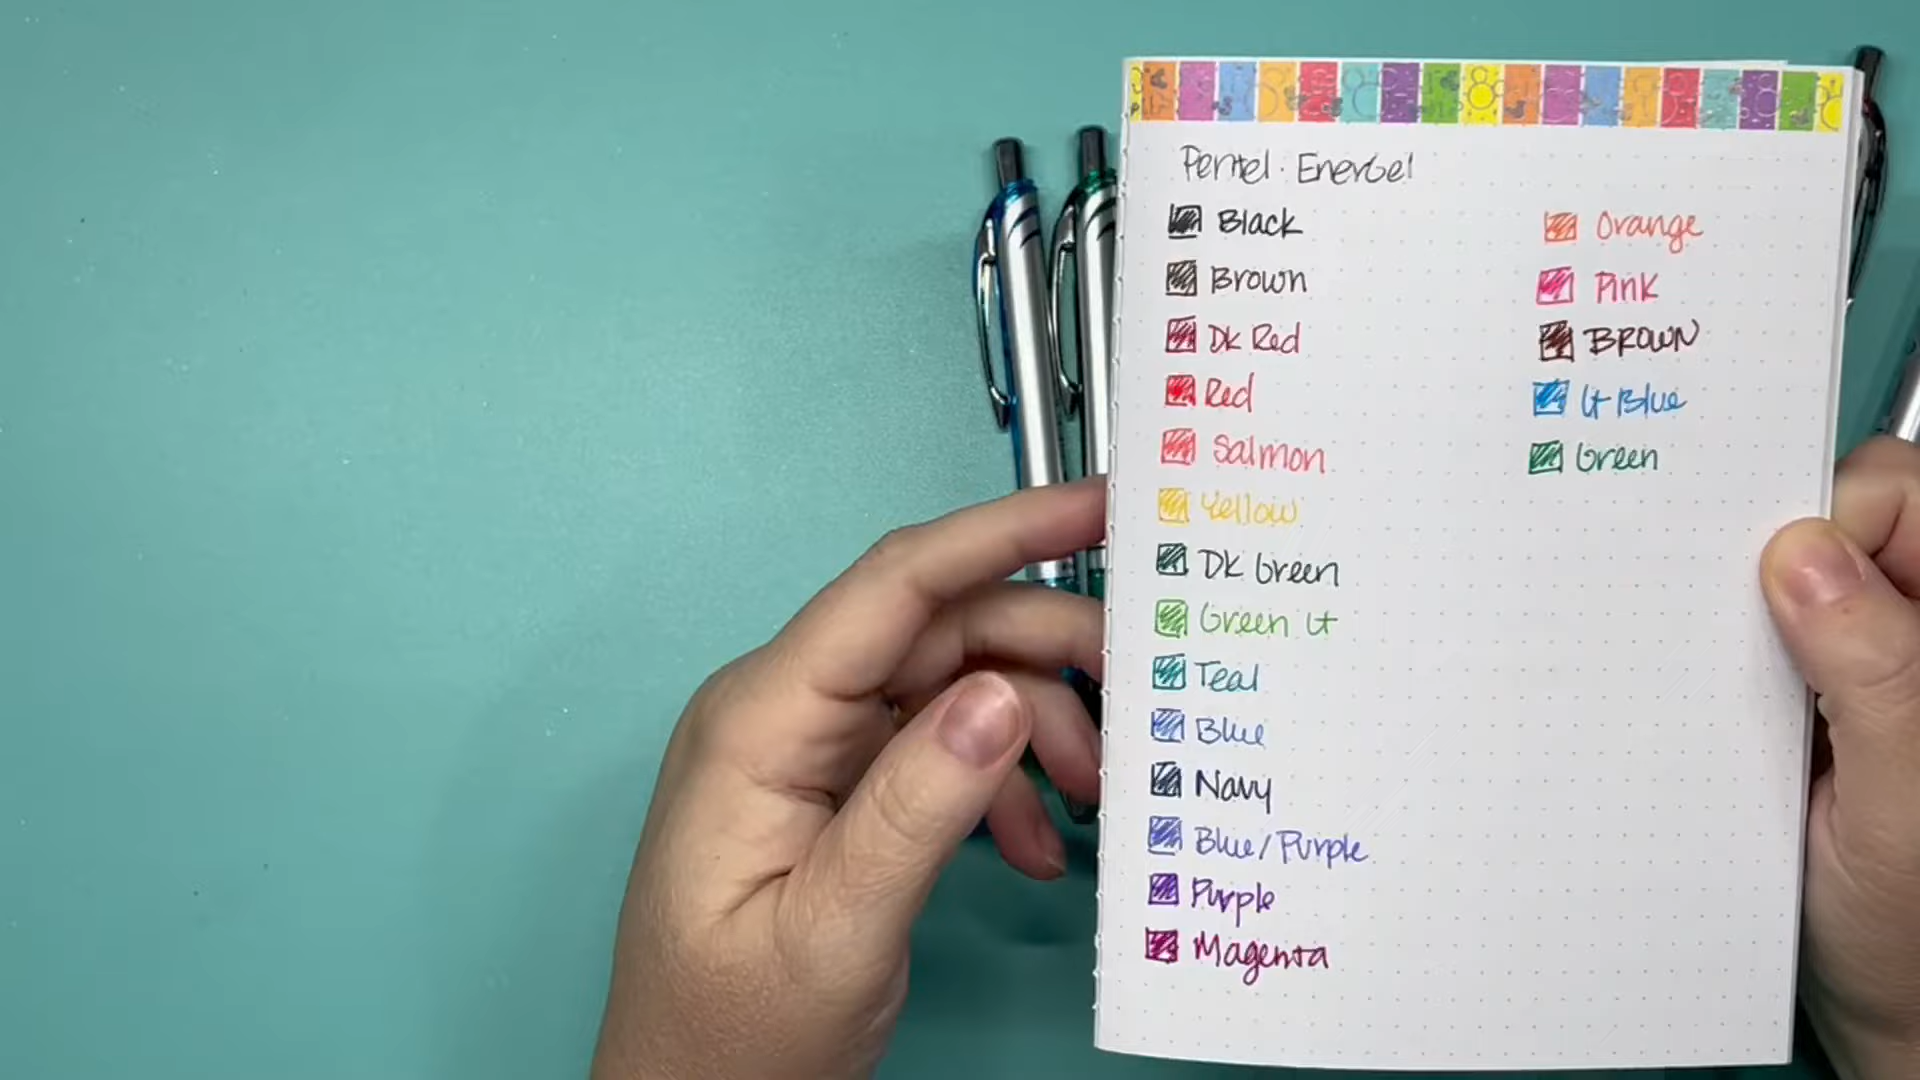 Pentel · EnerGel
Black
Brown
Dk Red
Red
Salmon
Yellow
DK Green
Green Lt
Teal
Blue
Navy
Blue/Purple
Purple
Magenta
Orange
Pink
BROWN
Lt Blue
Green